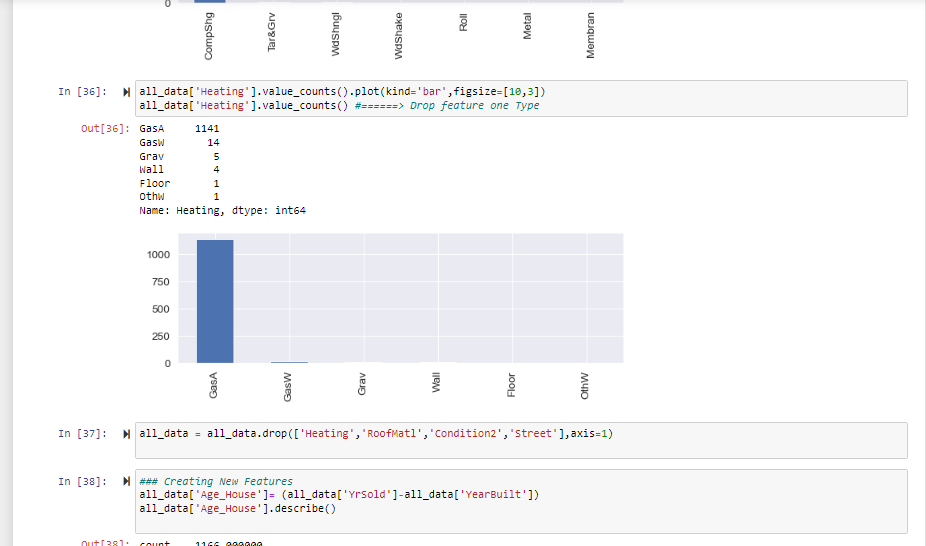 0
CompShg
Tar&Grv
WdShngl
WdShake
Roll
Metal
Membran
In [36]:
all_data['Heating'].value_counts().plot(kind='bar',figsize=[10,3])
all_data['Heating'].value_counts() #======> Drop feature one Type
Out[36]: GasA 1141
GasW 14
Grav 5
Wall 4
Floor 1
OthW 1
Name: Heating, dtype: int64
1000
750
500
250
0
GasA
GasW
Grav
Wall
Floor
OthW
In [37]:
all_data = all_data.drop(['Heating','RoofMatl','Condition2','Street'],axis=1)
In [38]:
### Creating New Features
all_data['Age_House']= (all_data['YrSold']-all_data['YearBuilt'])
all_data['Age_House'].describe()
Out[38]: count 1166.000000